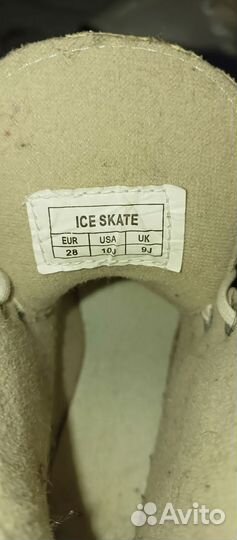 ICE SKATE
EUR USA UK
28 10J 9J
Avito